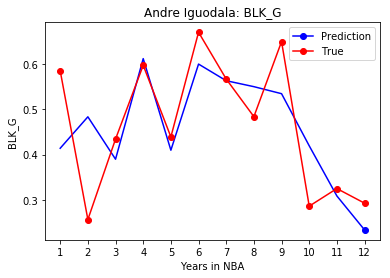 Andre Iguodala: BLK_G
Prediction
True
BLK_G
0.6
0.5
0.4
0.3
1 2 3 4 5 6 7 8 9 10 11 12
Years in NBA